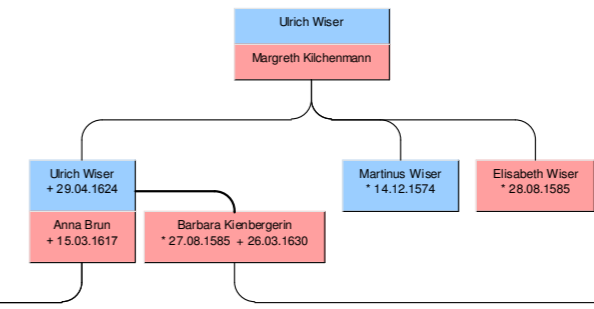 Ulrich Wiser
Margreth Kilchenmann
Ulrich Wiser
+ 29.04.1624
Anna Brun
+ 15.03.1617
Barbara Kienbergerin
* 27.08.1585 + 26.03.1630
Martinus Wiser
* 14.12.1574
Elisabeth Wiser
* 28.08.1585